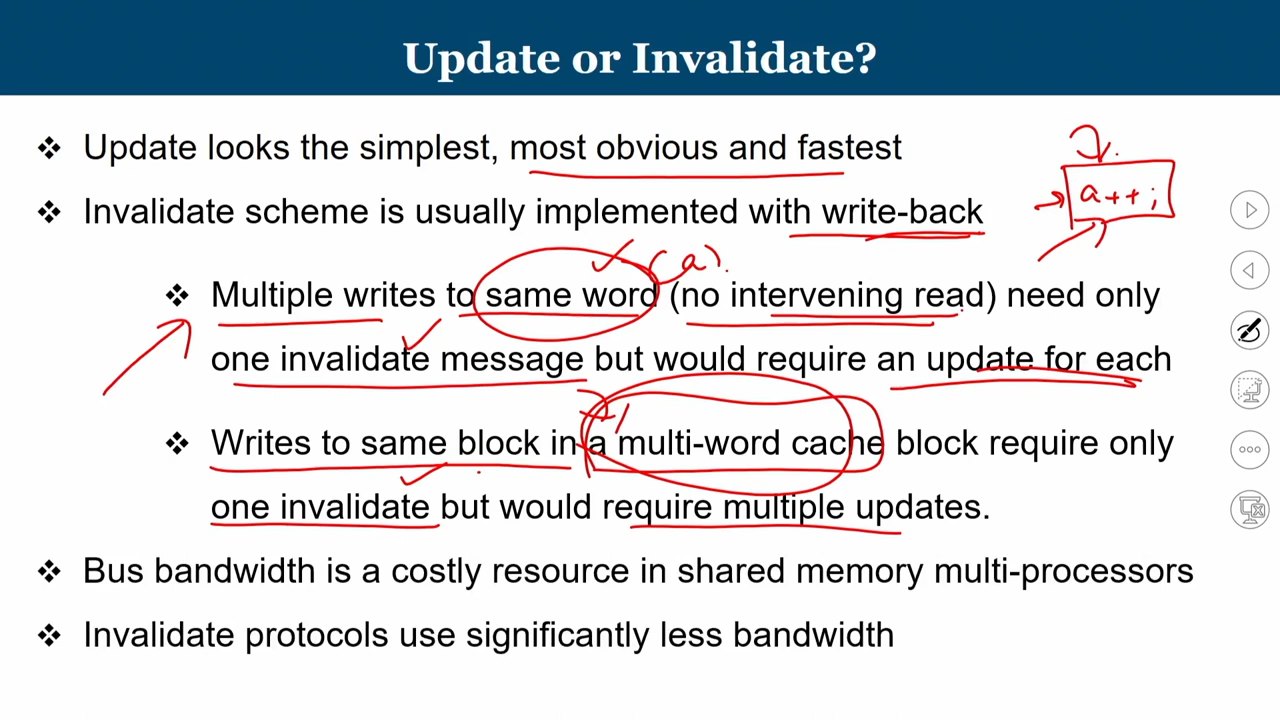 Update or Invalidate?
❖ Update looks the simplest, most obvious and fastest
❖ Invalidate scheme is usually implemented with write-back
a++;
(a).
❖ Multiple writes to same word (no intervening read) need only
one invalidate message but would require an update for each
❖ Writes to same block in a multi-word cache block require only
one invalidate but would require multiple updates.
❖ Bus bandwidth is a costly resource in shared memory multi-processors
❖ Invalidate protocols use significantly less bandwidth